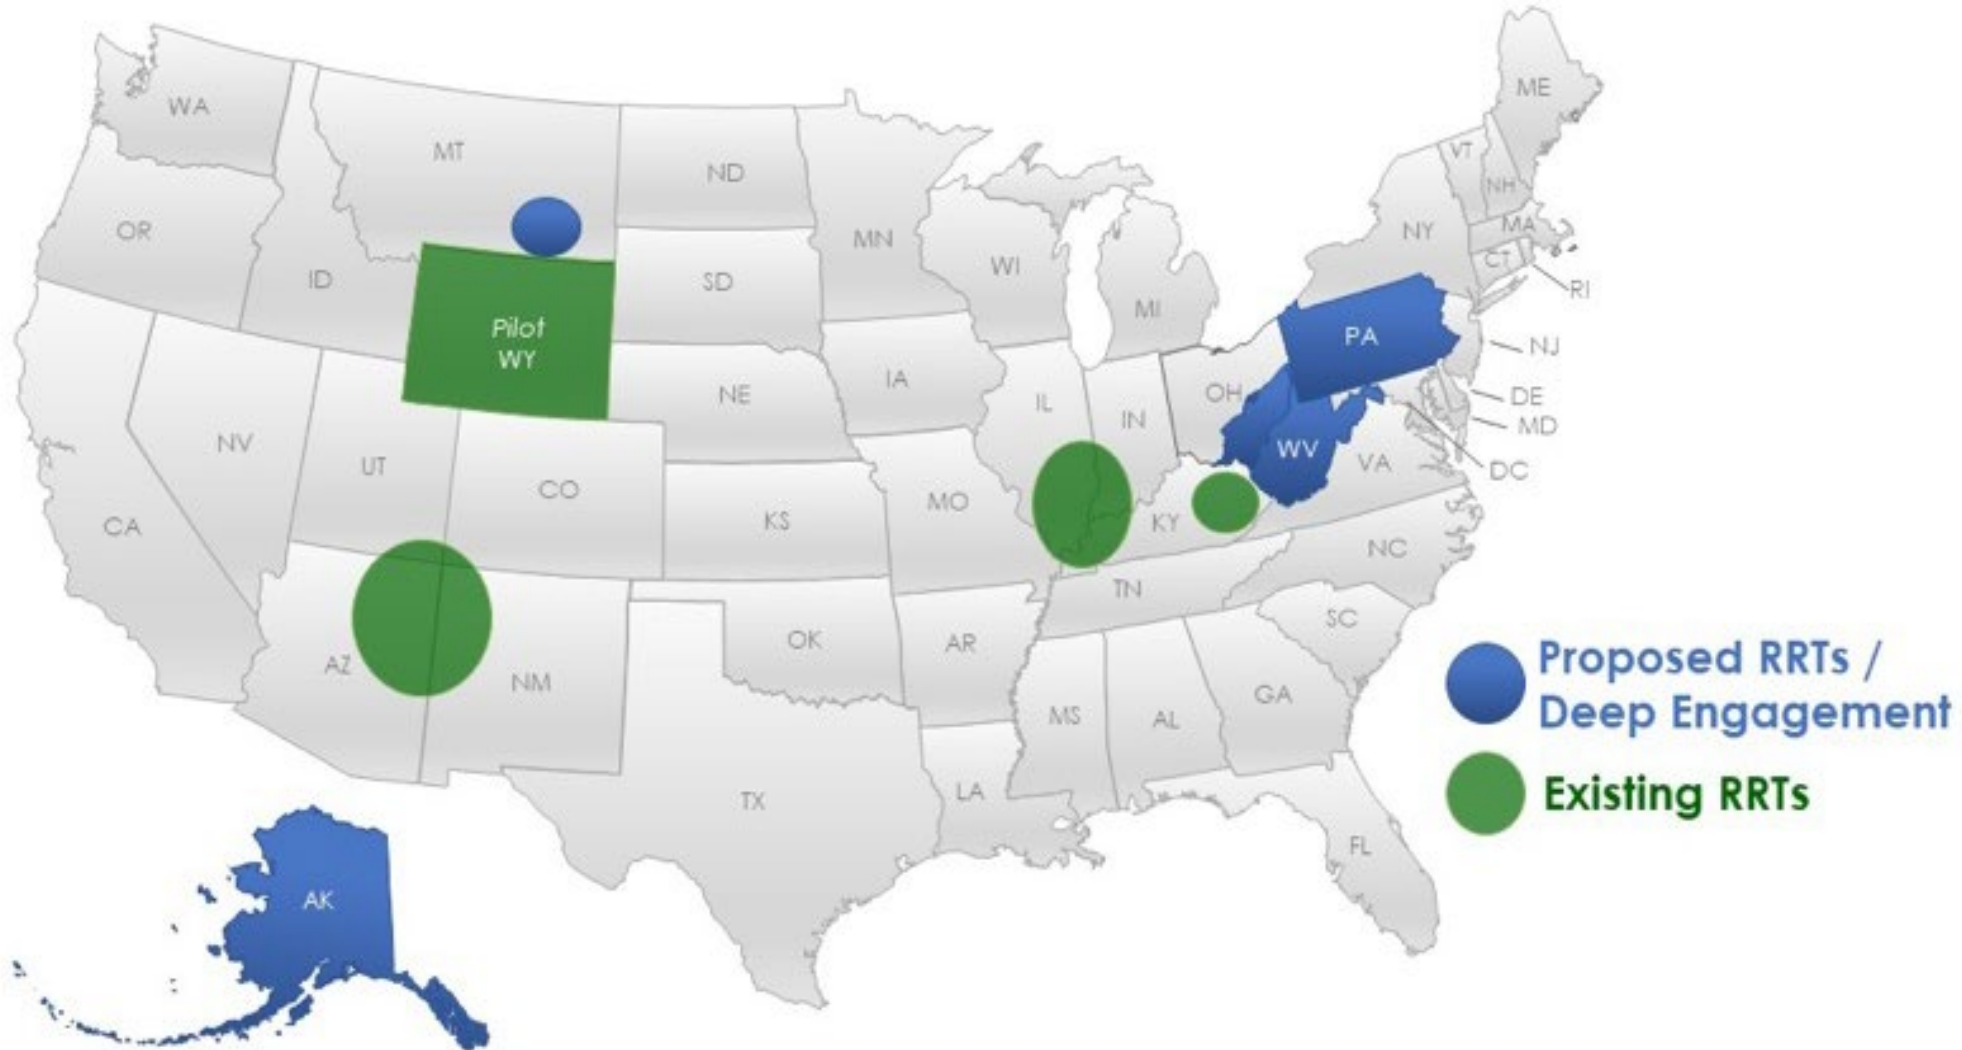 ME
WA
VT
MT
ND
NH
OR
MN
NY
MA
WI
CT
ID
SD
RI
MI
Pilot
WY
PA
NJ
IA
NE
OH
DE
IL
IN
MD
NV
WV
VA
UT
DC
CO
MO
KS
KY
CA
NC
TN
SC
OK
AR
AZ
NM
GA
MS
AL
TX
LA
FL
AK
Proposed RRTs /
Deep Engagement
Existing RRTs